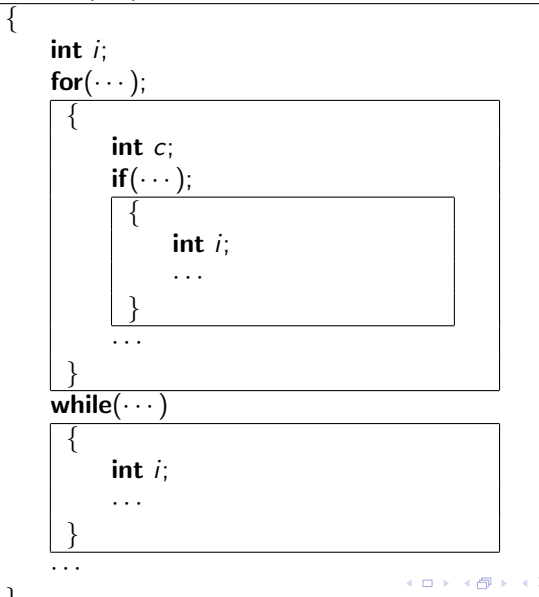 {
int i;
for(· · · );
{
int c;
if(· · · );
{
int i;
· · ·
}
· · ·
}
while(· · · )
{
int i;
· · ·
}
· · ·
}